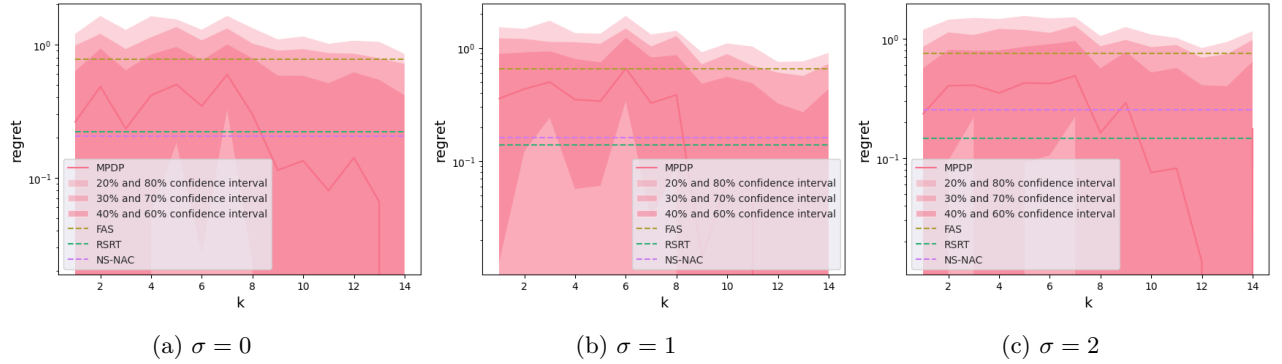 10⁰
10⁻¹
regret
2 4 6 8 10 12 14
k
MPDP
20% and 80% confidence interval
30% and 70% confidence interval
40% and 60% confidence interval
FAS
RSRT
NS-NAC
(a) σ = 0
10⁰
10⁻¹
regret
2 4 6 8 10 12 14
k
MPDP
20% and 80% confidence interval
30% and 70% confidence interval
40% and 60% confidence interval
FAS
RSRT
NS-NAC
(b) σ = 1
10⁰
10⁻¹
regret
2 4 6 8 10 12 14
k
MPDP
20% and 80% confidence interval
30% and 70% confidence interval
40% and 60% confidence interval
FAS
RSRT
NS-NAC
(c) σ = 2